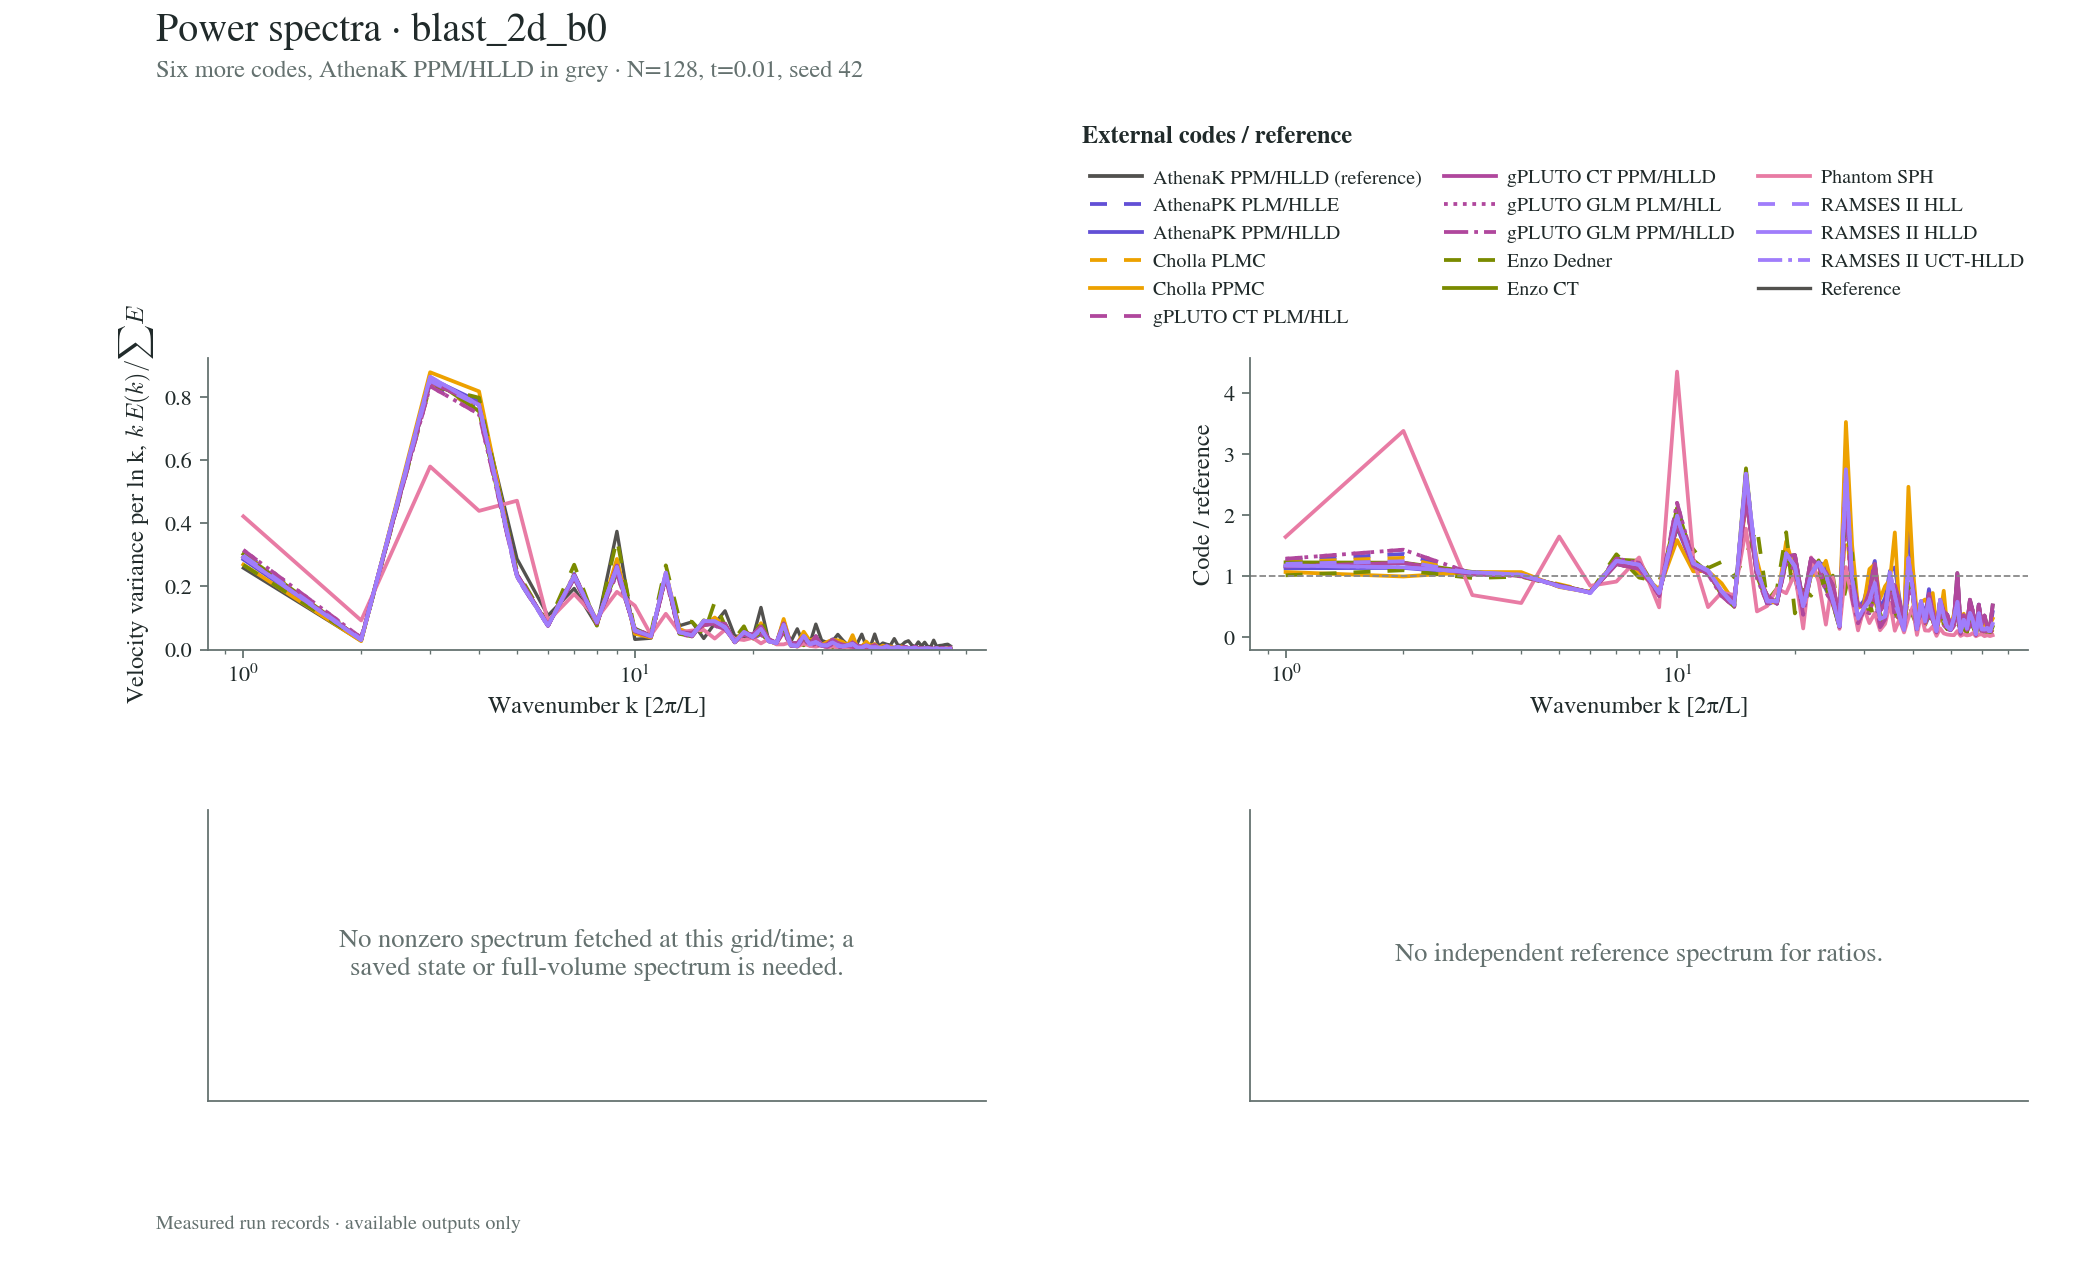 Power spectra · blast_2d_b0
Six more codes, AthenaK PPM/HLLD in grey · N=128, t=0.01, seed 42
External codes / reference
AthenaK PPM/HLLD (reference)
AthenaPK PLM/HLLE
AthenaPK PPM/HLLD
Cholla PLMC
Cholla PPMC
gPLUTO CT PLM/HLL
gPLUTO CT PPM/HLLD
gPLUTO GLM PLM/HLL
gPLUTO GLM PPM/HLLD
Enzo Dedner
Enzo CT
Phantom SPH
RAMSES II HLL
RAMSES II HLLD
RAMSES II UCT-HLLD
Reference
Velocity variance per ln k, k E(k)/∑E
0.8
0.6
0.4
0.2
0.0
10⁰
10¹
Wavenumber k [2π/L]
Code / reference
4
3
2
1
0
10⁰
10¹
Wavenumber k [2π/L]
No nonzero spectrum fetched at this grid/time; a
saved state or full-volume spectrum is needed.
No independent reference spectrum for ratios.
Measured run records · available outputs only